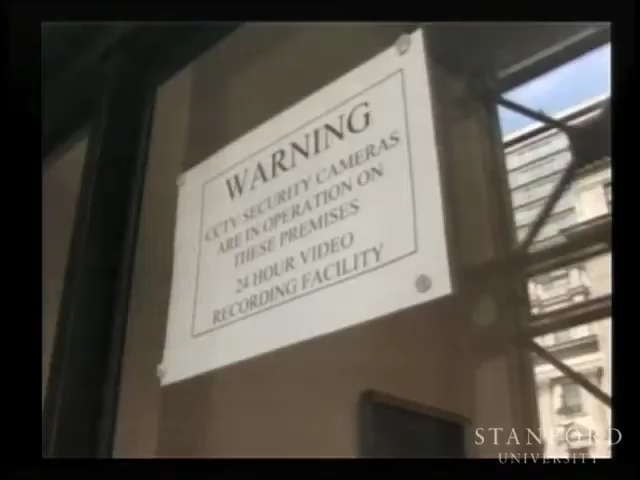 WARNING
CCTV SECURITY CAMERAS
ARE IN OPERATION ON
THESE PREMISES
24 HOUR VIDEO
RECORDING FACILITY
STANFORD
UNIVERSITY